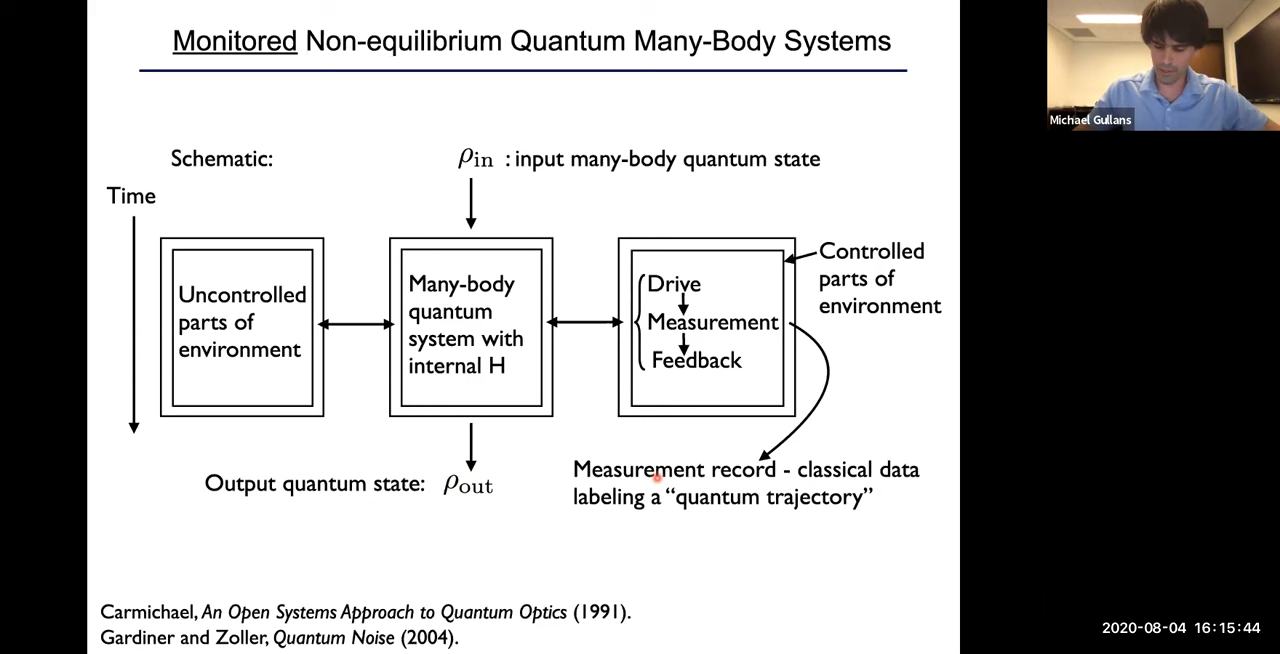 Monitored Non-equilibrium Quantum Many-Body Systems
Michael Gullans
Schematic:
ρin : input many-body quantum state
Time
Uncontrolled
parts of
environment
Many-body
quantum
system with
internal H
Drive
Measurement
Feedback
Controlled
parts of
environment
Output quantum state: ρout
Measurement record - classical data
labeling a “quantum trajectory”
Carmichael, An Open Systems Approach to Quantum Optics (1991).
Gardiner and Zoller, Quantum Noise (2004).
2020-08-04 16:15:44